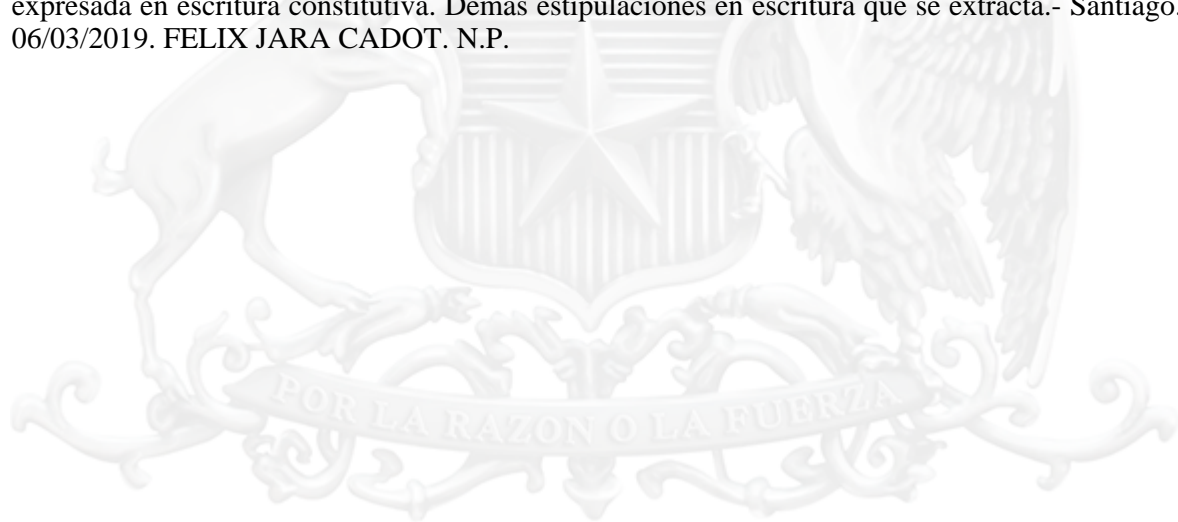 expresada en escritura constitutiva. Demás estipulaciones en escritura que se extracta.- Santiago.
06/03/2019. FELIX JARA CADOT. N.P.
POR LA RAZON O LA FUERZA